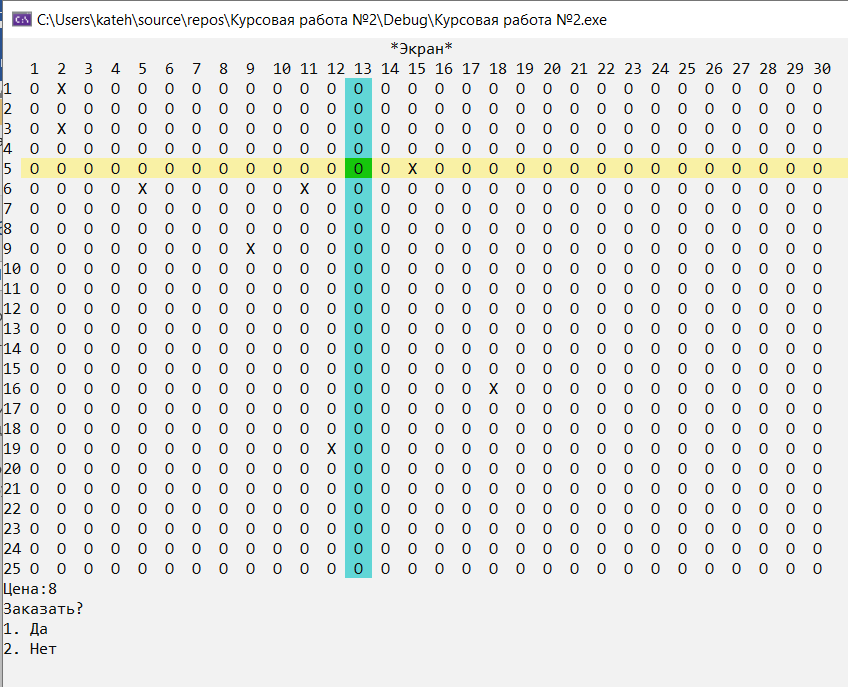 C:\Users\kateh\source\repos\Курсовая работа №2\Debug\Курсовая работа №2.exe
*Экран*
1 2 3 4 5 6 7 8 9 10 11 12 13 14 15 16 17 18 19 20 21 22 23 24 25 26 27 28 29 30
1 0 X 0 0 0 0 0 0 0 0 0 0 0 0 0 0 0 0 0 0 0 0 0 0 0 0 0 0 0 0
2 0 0 0 0 0 0 0 0 0 0 0 0 0 0 0 0 0 0 0 0 0 0 0 0 0 0 0 0 0 0
3 0 X 0 0 0 0 0 0 0 0 0 0 0 0 0 0 0 0 0 0 0 0 0 0 0 0 0 0 0 0
4 0 0 0 0 0 0 0 0 0 0 0 0 0 0 0 0 0 0 0 0 0 0 0 0 0 0 0 0 0 0
5 0 0 0 0 0 0 0 0 0 0 0 0 0 0 X 0 0 0 0 0 0 0 0 0 0 0 0 0 0 0
6 0 0 0 0 X 0 0 0 0 0 X 0 0 0 0 0 0 0 0 0 0 0 0 0 0 0 0 0 0 0
7 0 0 0 0 0 0 0 0 0 0 0 0 0 0 0 0 0 0 0 0 0 0 0 0 0 0 0 0 0 0
8 0 0 0 0 0 0 0 0 0 0 0 0 0 0 0 0 0 0 0 0 0 0 0 0 0 0 0 0 0 0
9 0 0 0 0 0 0 0 0 X 0 0 0 0 0 0 0 0 0 0 0 0 0 0 0 0 0 0 0 0 0
10 0 0 0 0 0 0 0 0 0 0 0 0 0 0 0 0 0 0 0 0 0 0 0 0 0 0 0 0 0 0
11 0 0 0 0 0 0 0 0 0 0 0 0 0 0 0 0 0 0 0 0 0 0 0 0 0 0 0 0 0 0
12 0 0 0 0 0 0 0 0 0 0 0 0 0 0 0 0 0 0 0 0 0 0 0 0 0 0 0 0 0 0
13 0 0 0 0 0 0 0 0 0 0 0 0 0 0 0 0 0 0 0 0 0 0 0 0 0 0 0 0 0 0
14 0 0 0 0 0 0 0 0 0 0 0 0 0 0 0 0 0 0 0 0 0 0 0 0 0 0 0 0 0 0
15 0 0 0 0 0 0 0 0 0 0 0 0 0 0 0 0 0 0 0 0 0 0 0 0 0 0 0 0 0 0
16 0 0 0 0 0 0 0 0 0 0 0 0 0 0 0 0 0 X 0 0 0 0 0 0 0 0 0 0 0 0
17 0 0 0 0 0 0 0 0 0 0 0 0 0 0 0 0 0 0 0 0 0 0 0 0 0 0 0 0 0 0
18 0 0 0 0 0 0 0 0 0 0 0 0 0 0 0 0 0 0 0 0 0 0 0 0 0 0 0 0 0 0
19 0 0 0 0 0 0 0 0 0 0 0 X 0 0 0 0 0 0 0 0 0 0 0 0 0 0 0 0 0 0
20 0 0 0 0 0 0 0 0 0 0 0 0 0 0 0 0 0 0 0 0 0 0 0 0 0 0 0 0 0 0
21 0 0 0 0 0 0 0 0 0 0 0 0 0 0 0 0 0 0 0 0 0 0 0 0 0 0 0 0 0 0
22 0 0 0 0 0 0 0 0 0 0 0 0 0 0 0 0 0 0 0 0 0 0 0 0 0 0 0 0 0 0
23 0 0 0 0 0 0 0 0 0 0 0 0 0 0 0 0 0 0 0 0 0 0 0 0 0 0 0 0 0 0
24 0 0 0 0 0 0 0 0 0 0 0 0 0 0 0 0 0 0 0 0 0 0 0 0 0 0 0 0 0 0
25 0 0 0 0 0 0 0 0 0 0 0 0 0 0 0 0 0 0 0 0 0 0 0 0 0 0 0 0 0 0
Цена:8
Заказать?
1. Да
2. Нет